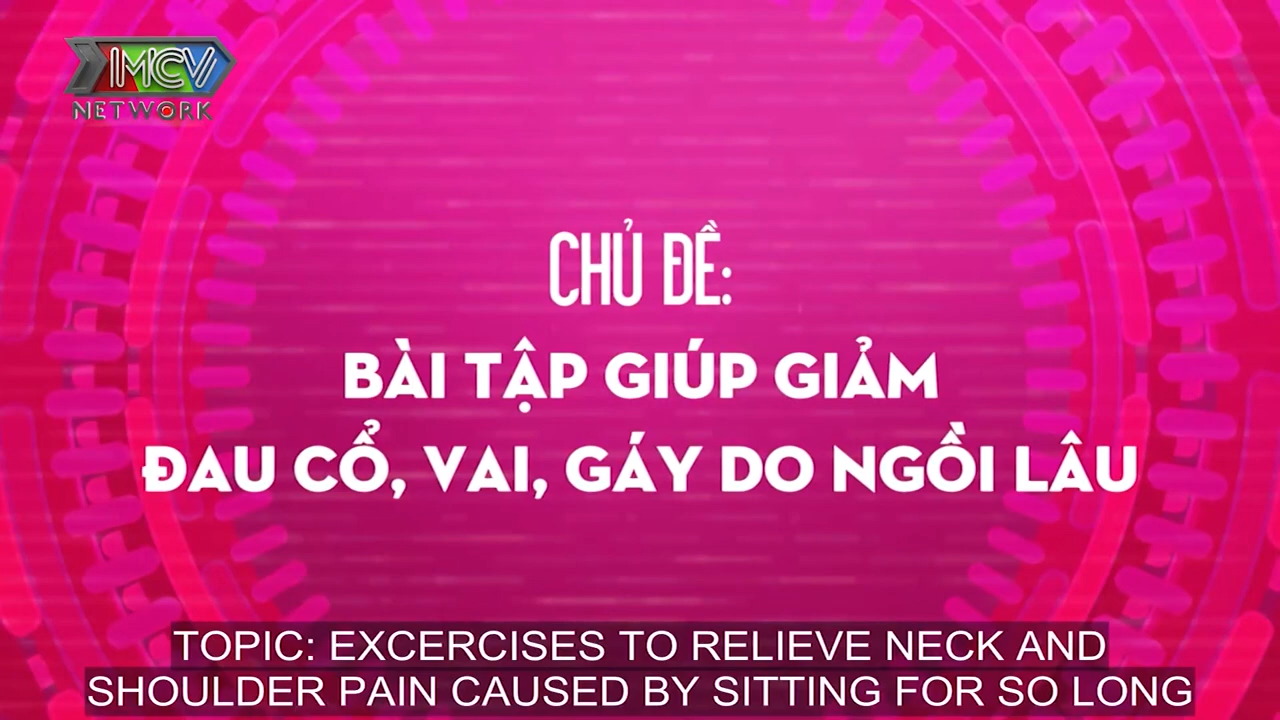 MCV
NETWORK
CHỦ ĐỀ:
BÀI TẬP GIÚP GIẢM
ĐAU CỔ, VAI, GÁY DO NGỒI LÂU
TOPIC: EXCERCISES TO RELIEVE NECK AND
SHOULDER PAIN CAUSED BY SITTING FOR SO LONG